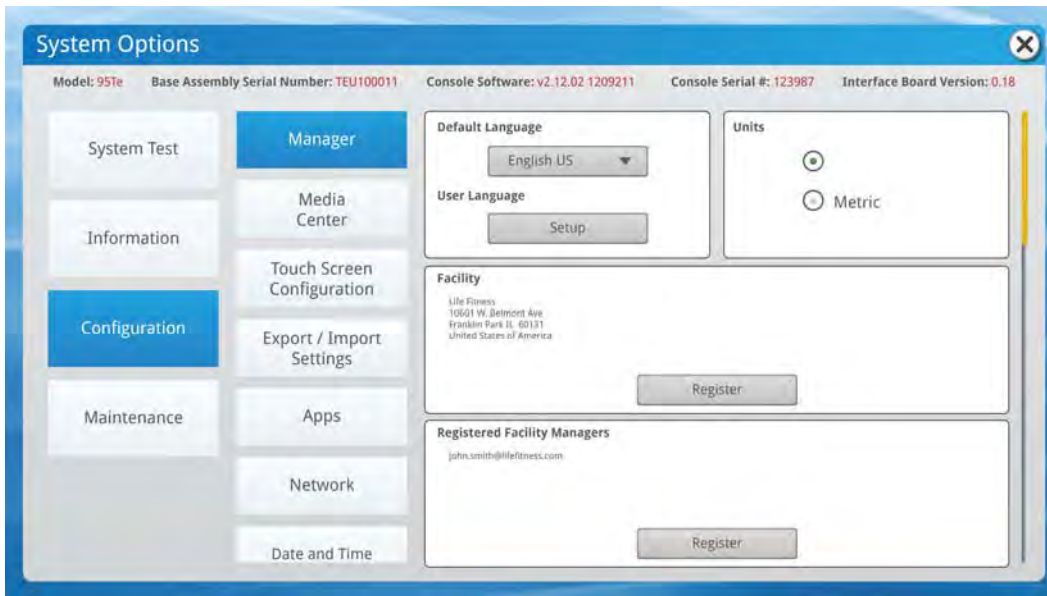 System Options
Model: 95Te Base Assembly Serial Number: TEU100011 Console Software: v2.12.02 1209211 Console Serial #: 123987 Interface Board Version: 0.18
System Test
Information
Configuration
Maintenance
Manager
Media
Center
Touch Screen
Configuration
Export / Import
Settings
Apps
Network
Date and Time
Default Language
English US
User Language
Setup
Units
Metric
Facility
Life Fitness
10601 W. Belmont Ave
Franklin Park IL 60131
United States of America
Register
Registered Facility Managers
john.smith@lifefitness.com
Register